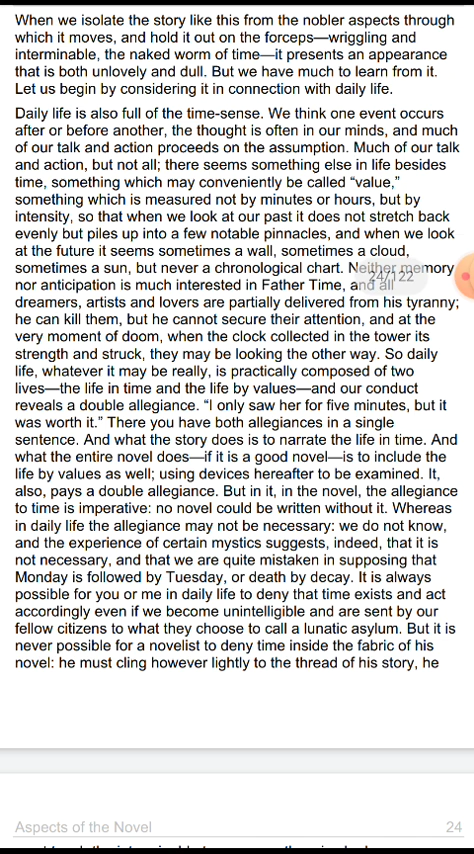 When we isolate the story like this from the nobler aspects through
which it moves, and hold it out on the forceps—wriggling and
interminable, the naked worm of time—it presents an appearance
that is both unlovely and dull. But we have much to learn from it.
Let us begin by considering it in connection with daily life.
Daily life is also full of the time-sense. We think one event occurs
after or before another, the thought is often in our minds, and much
of our talk and action proceeds on the assumption. Much of our talk
and action, but not all; there seems something else in life besides
time, something which may conveniently be called “value,”
something which is measured not by minutes or hours, but by
intensity, so that when we look at our past it does not stretch back
evenly but piles up into a few notable pinnacles, and when we look
at the future it seems sometimes a wall, sometimes a cloud,
sometimes a sun, but never a chronological chart. Neither memory
24/122
nor anticipation is much interested in Father Time, and all
dreamers, artists and lovers are partially delivered from his tyranny;
he can kill them, but he cannot secure their attention, and at the
very moment of doom, when the clock collected in the tower its
strength and struck, they may be looking the other way. So daily
life, whatever it may be really, is practically composed of two
lives—the life in time and the life by values—and our conduct
reveals a double allegiance. “I only saw her for five minutes, but it
was worth it.” There you have both allegiances in a single
sentence. And what the story does is to narrate the life in time. And
what the entire novel does—if it is a good novel—is to include the
life by values as well; using devices hereafter to be examined. It,
also, pays a double allegiance. But in it, in the novel, the allegiance
to time is imperative: no novel could be written without it. Whereas
in daily life the allegiance may not be necessary: we do not know,
and the experience of certain mystics suggests, indeed, that it is
not necessary, and that we are quite mistaken in supposing that
Monday is followed by Tuesday, or death by decay. It is always
possible for you or me in daily life to deny that time exists and act
accordingly even if we become unintelligible and are sent by our
fellow citizens to what they choose to call a lunatic asylum. But it is
never possible for a novelist to deny time inside the fabric of his
novel: he must cling however lightly to the thread of his story, he
Aspects of the Novel 24